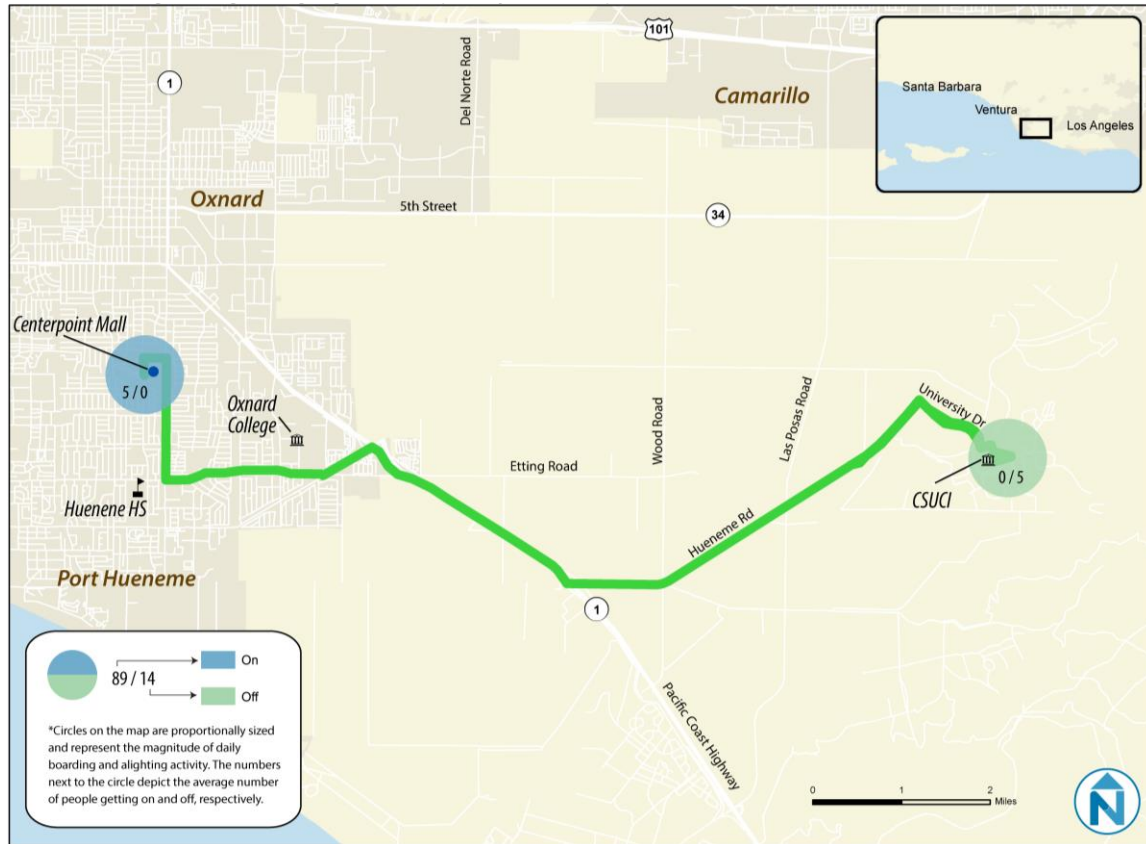 101
1
Del Norte Road
Camarillo
Santa Barbara
Ventura
Los Angeles
Oxnard
5th Street
34
Centerpoint Mall
5 / 0
Oxnard
College
Wood Road
Las Posas Road
University Dr
Etting Road
0 / 5
CSUCI
Huenene HS
Hueneme Rd
Port Hueneme
1
Pacific Coast Highway
89 / 14
On
Off
*Circles on the map are proportionally sized
and represent the magnitude of daily
boarding and alighting activity. The numbers
next to the circle depict the average number
of people getting on and off, respectively.
0 1 2
Miles
N